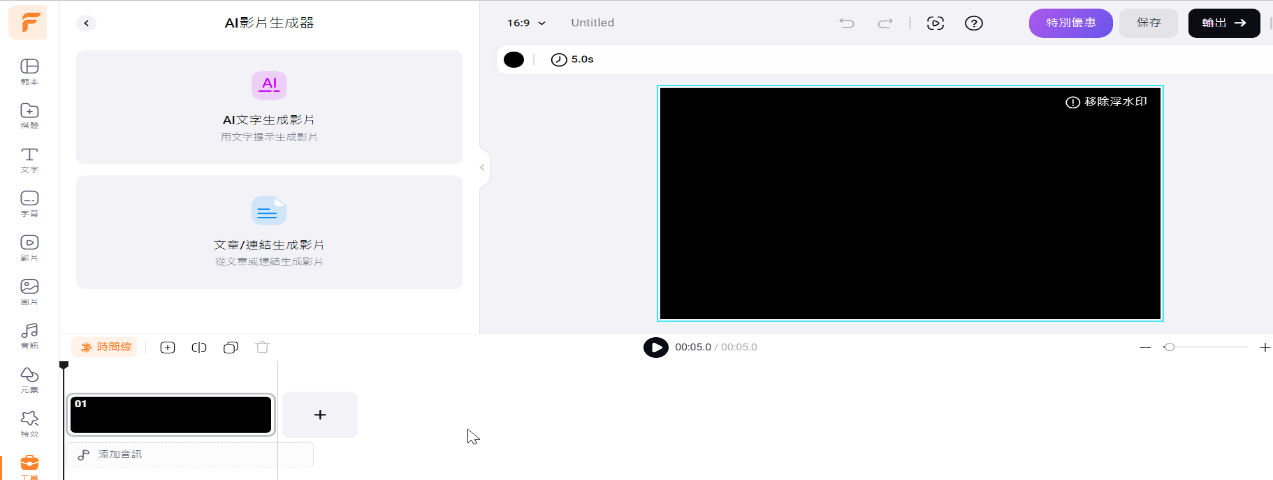 AI影片生成器
16:9
Untitled
特別優惠
保存
輸出
5.0s
範本
媒體
文字
字幕
影片
圖片
音訊
元素
特效
工具
AI
AI文字生成影片
用文字提示生成影片
文章/連結生成影片
從文章或連結生成影片
移除浮水印
時間線
00:05.0 / 00:05.0
01
+
添加音訊